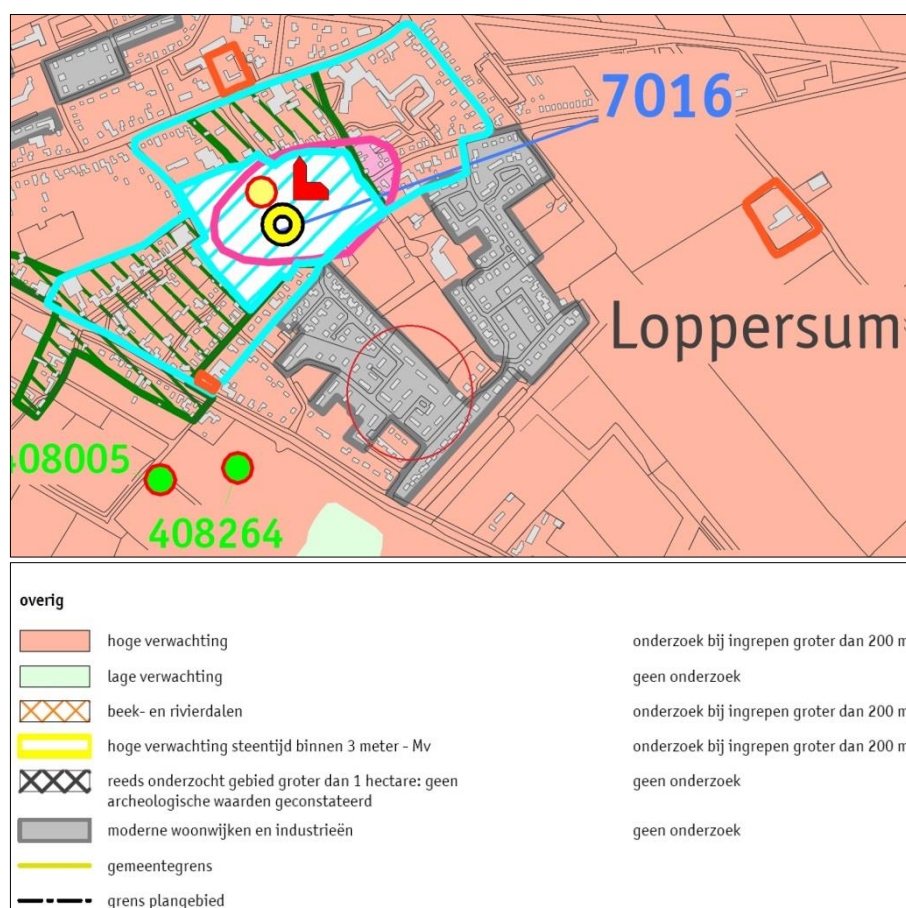 7016
Loppersum
408005
408264
overig
hoge verwachting onderzoek bij ingrepen groter dan 200 m
lage verwachting geen onderzoek
beek- en rivierdalen onderzoek bij ingrepen groter dan 200 m
hoge verwachting steentijd binnen 3 meter - Mv onderzoek bij ingrepen groter dan 200 m
reeds onderzocht gebied groter dan 1 hectare: geen geen onderzoek
archeologische waarden geconstateerd
moderne woonwijken en industrieën geen onderzoek
gemeentegrens
grens plangebied